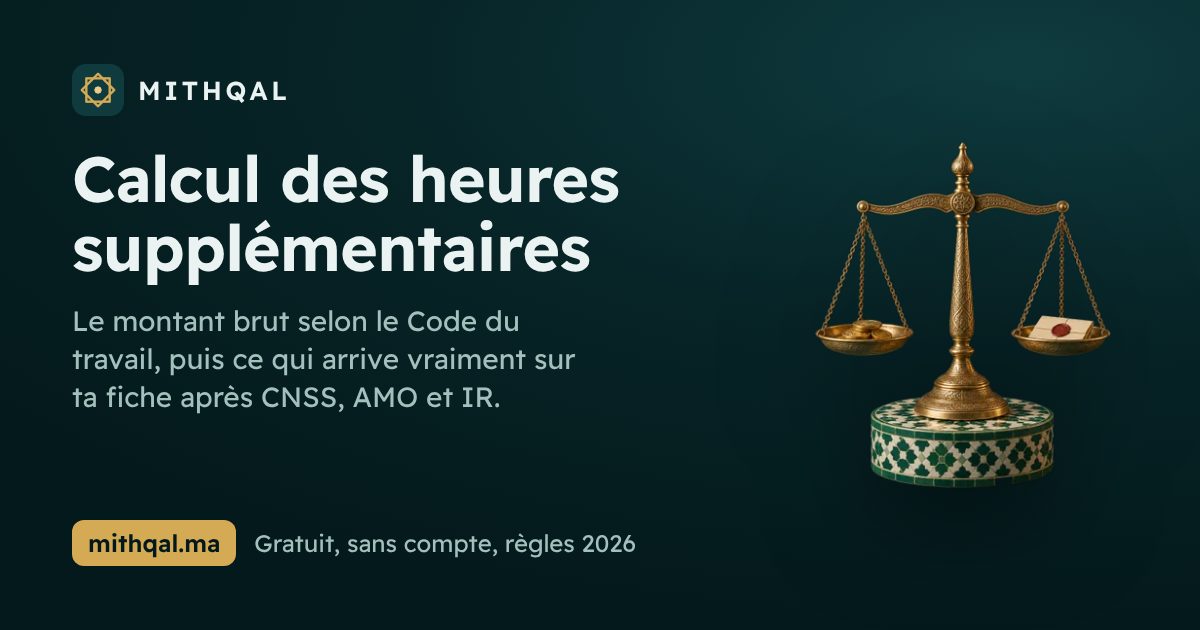 MITHQAL
Calcul des heures
supplémentaires
Le montant brut selon le Code du
travail, puis ce qui arrive vraiment sur
ta fiche après CNSS, AMO et IR.
mithqal.ma
Gratuit, sans compte, règles 2026